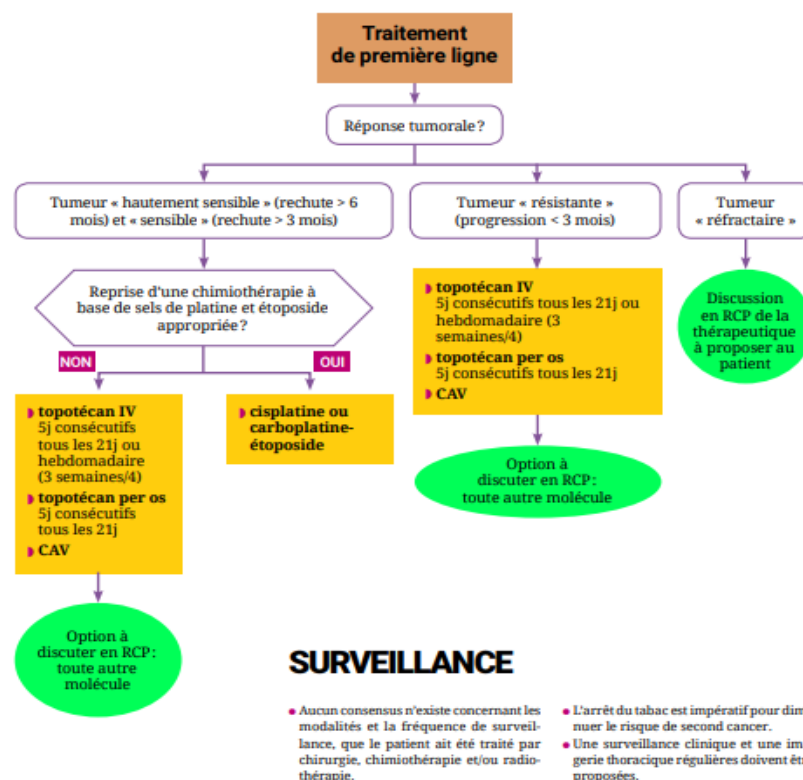 Traitement
de première ligne
Réponse tumorale ?
Tumeur « hautement sensible » (rechute > 6
mois) et « sensible » (rechute > 3 mois)
Tumeur « résistante »
(progression < 3 mois)
Tumeur
« réfractaire »
Reprise d'une chimiothérapie à
base de sels de platine et étoposide
appropriée ?
NON
OUI
topotécan IV
5j consécutifs
tous les 21j ou
hebdomadaire
(3 semaines/4)
topotécan per os
5j consécutifs
tous les 21j
CAV
cisplatine ou
carboplatine-
étoposide
topotécan IV
5j consécutifs tous les 21j ou
hebdomadaire (3
semaines/4)
topotécan per os
5j consécutifs tous les 21j
CAV
Discussion
en RCP de la
thérapeutique
à proposer au
patient
Option à
discuter en RCP :
toute autre molécule
Option à
discuter en RCP :
toute autre
molécule
SURVEILLANCE
• Aucun consensus n'existe concernant les
modalités et la fréquence de surveil-
lance, que le patient ait été traité par
chirurgie, chimiothérapie et/ou radio-
thérapie.
• L'arrêt du tabac est impératif pour dim
nuer le risque de second cancer.
• Une surveillance clinique et une im
gerie thoracique régulières doivent êt
proposées.